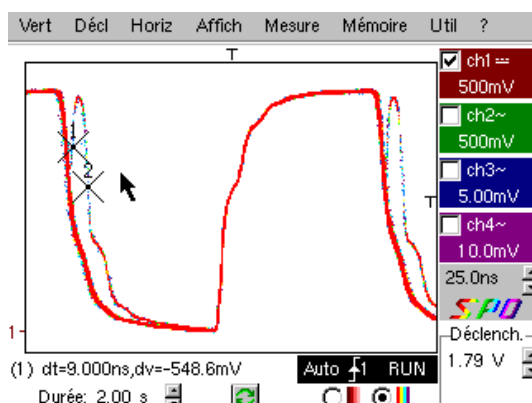 Vert Décl Horiz Affich Mesure Mémoire Util ?
T
ch1
500mV
ch2~
500mV
ch3~
5.00mV
T
ch4~
10.0mV
1
2
25.0ns
SPO
1-
Déclench.
1.79 V
(1) dt=9.000ns,dv=-548.6mV
Auto 1 RUN
Durée: 2.00 s